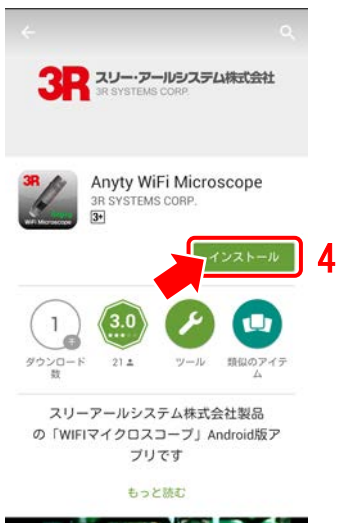 3R スリー・アールシステム株式会社
3R SYSTEMS CORP.
3R
Anyty
WiFi Microscope
Anyty WiFi Microscope
3R SYSTEMS CORP.
3+
インストール
4
1
3.0
ダウンロード
数
21
ツール
類似のアイテ
ム
スリーアールシステム株式会社製品
の「WIFIマイクロスコープ」Android版ア
プリです
もっと読む